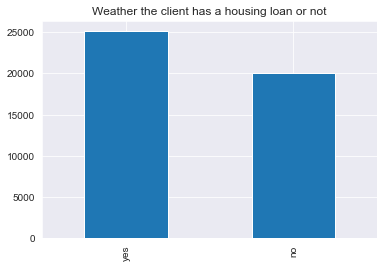 Weather the client has a housing loan or not
25000
20000
15000
10000
5000
0
yes
no